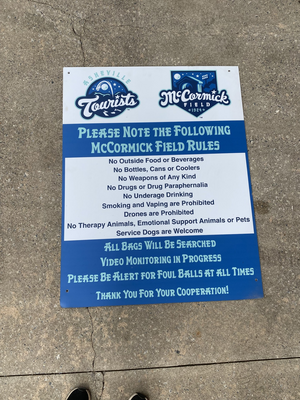 ASHEVILLE
Tourists
McCormick
FIELD
PLEASE NOTE THE FOLLOWING
MCCORMICK FIELD RULES
No Outside Food or Beverages
No Bottles, Cans or Coolers
No Weapons of Any Kind
No Drugs or Drug Paraphernalia
No Underage Drinking
Smoking and Vaping are Prohibited
Drones are Prohibited
No Therapy Animals, Emotional Support Animals or Pets
Service Dogs are Welcome
ALL BAGS WILL BE SEARCHED
VIDEO MONITORING IN PROGRESS
PLEASE BE ALERT FOR FOUL BALLS AT ALL TIMES
THANK YOU FOR YOUR COOPERATION!